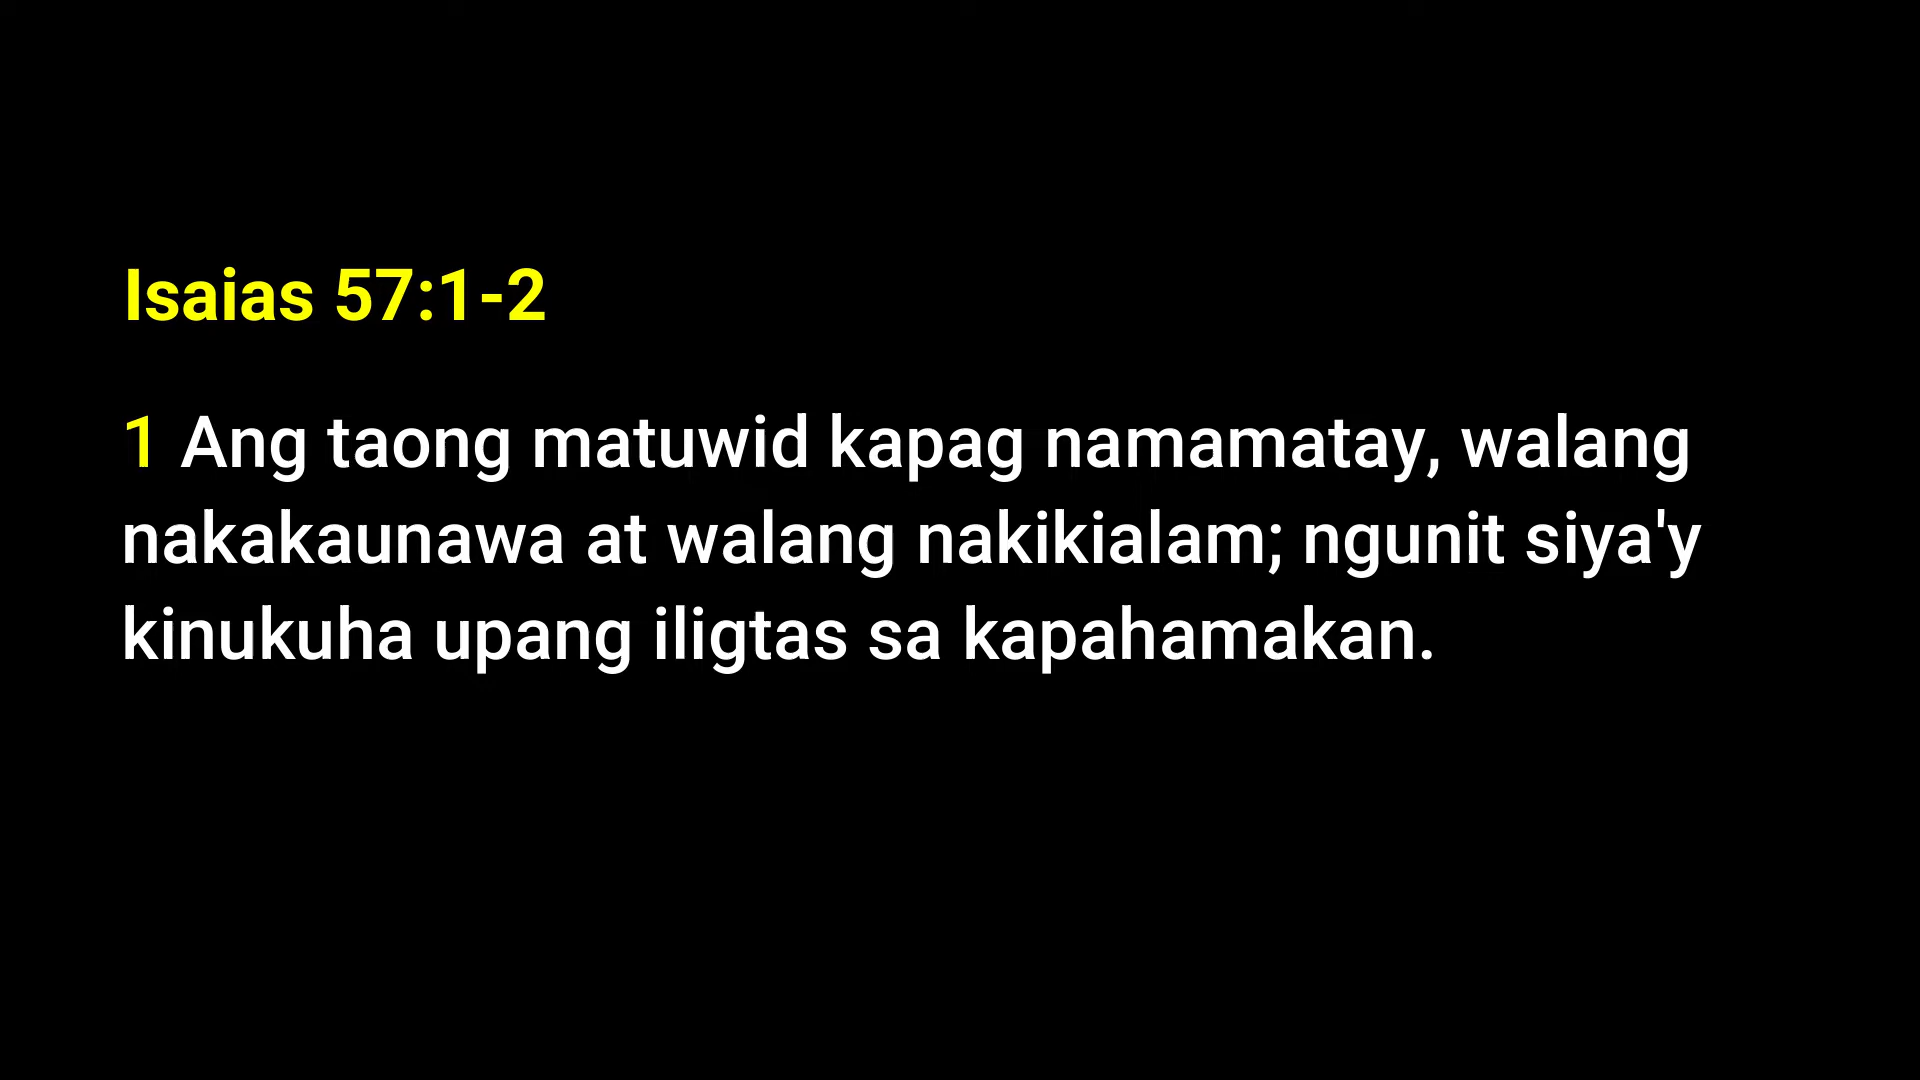 Isaias 57:1-2
1 Ang taong matuwid kapag namamatay, walang
nakakaunawa at walang nakikialam; ngunit siya'y
kinukuha upang iligtas sa kapahamakan.